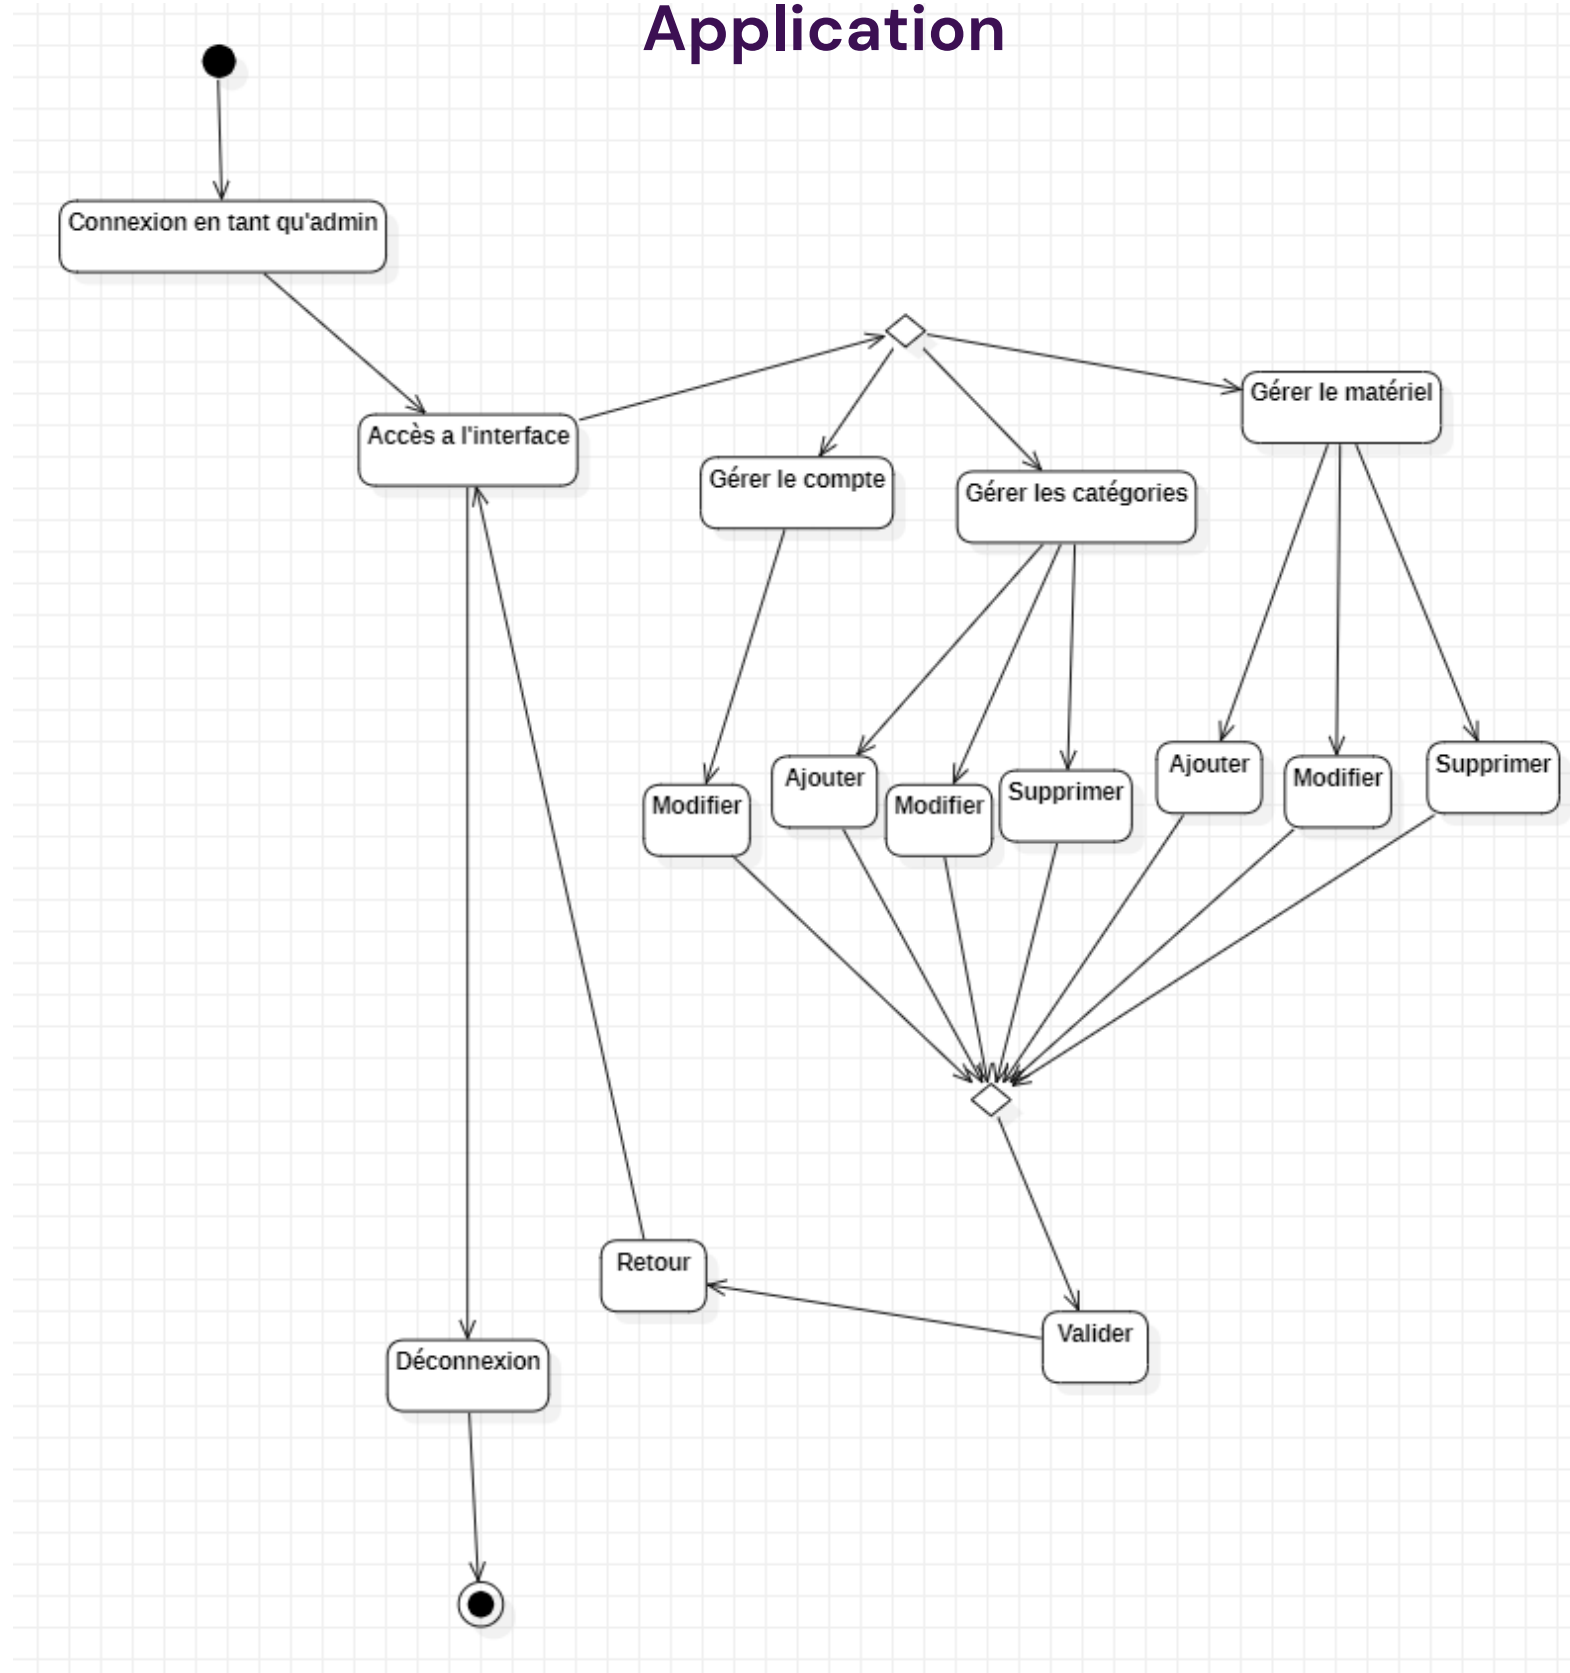 Application
Connexion en tant qu'admin
Accès a l'interface
Gérer le compte
Gérer les catégories
Gérer le matériel
Modifier
Ajouter
Modifier
Supprimer
Ajouter
Modifier
Supprimer
Retour
Valider
Déconnexion